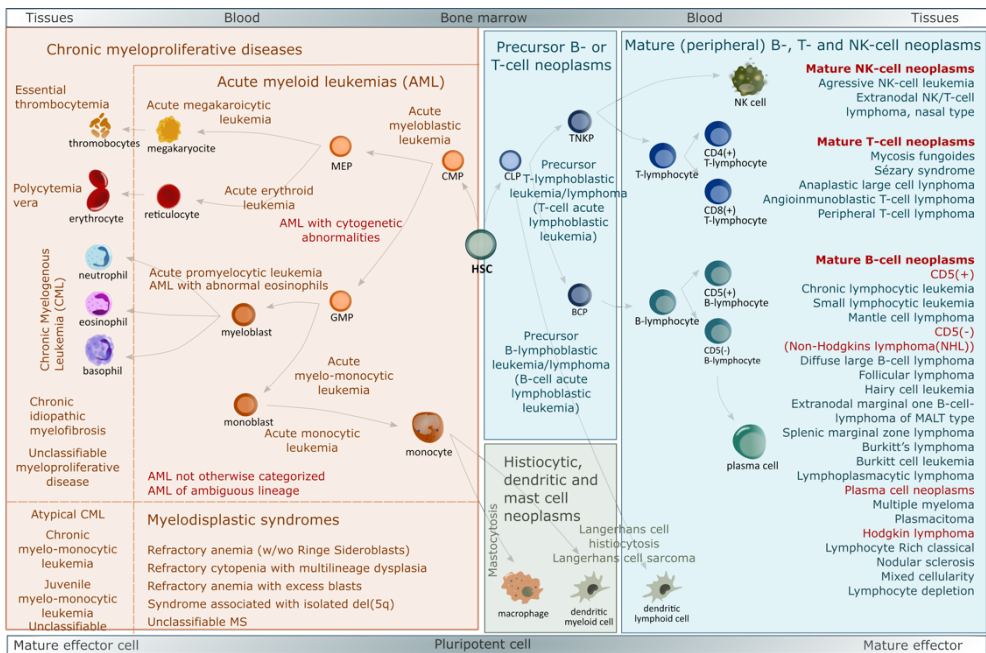 Tissues
Blood
Bone marrow
Blood
Tissues
Chronic myeloproliferative diseases
Acute myeloid leukemias (AML)
Essential
thrombocytemia
thromobocytes
Acute megakaroicytic
leukemia
megakaryocite
Acute
myeloblastic
leukemia
MEP
CMP
Polycytemia
vera
erythrocyte
reticulocyte
Acute erythroid
leukemia
AML with cytogenetic
abnormalities
HSC
Chronic Myelogenous
Leukemia (CML)
neutrophil
eosinophil
basophil
Acute promyelocytic leukemia
AML with abnormal eosinophils
myeloblast
GMP
Acute
myelo-monocytic
leukemia
monoblast
Acute monocytic
leukemia
monocyte
Chronic
idiopathic
myelofibrosis
Unclassifiable
myeloproliferative
disease
AML not otherwise categorized
AML of ambiguous lineage
Atypical CML
Chronic
myelo-monocytic
leukemia
Juvenile
myelo-monocytic
leukemia
Unclassifiable
Myelodisplastic syndromes
Refractory anemia (w/wo Ringe Sideroblasts)
Refractory cytopenia with multilineage dysplasia
Refractory anemia with excess blasts
Syndrome associated with isolated del(5q)
Unclassifiable MS
Precursor B- or
T-cell neoplasms
TNKP
CLP
Precursor
T-lymphoblastic
leukemia/lymphoma
(T-cell acute
lymphoblastic
leukemia)
BCP
Precursor
B-lymphoblastic
leukemia/lymphoma
(B-cell acute
lymphoblastic
leukemia)
Histiocytic,
dendritic and
mast cell
neoplasms
Mastocytosis
Langerhans cell
histiocytosis
Langerhans cell sarcoma
macrophage
dendritic
myeloid cell
dendritic
lymphoid cell
Mature (peripheral) B-, T- and NK-cell neoplasms
NK cell
T-lymphocyte
CD4(+)
T-lymphocyte
CD8(+)
T-lymphocyte
B-lymphocyte
CD5(+)
B-lymphocyte
CD5(-)
B-lymphocyte
plasma cell
Mature NK-cell neoplasms
Agressive NK-cell leukemia
Extranodal NK/T-cell
lymphoma, nasal type
Mature T-cell neoplasms
Mycosis fungoides
Sézary syndrome
Anaplastic large cell lynphoma
Angioinmunoblastic T-cell lymphoma
Peripheral T-cell lymphoma
Mature B-cell neoplasms
CD5(+)
Chronic lymphocytic leukemia
Small lymphocytic leukemia
Mantle cell lymphoma
CD5(-)
(Non-Hodgkins lymphoma(NHL))
Diffuse large B-cell lymphoma
Follicular lymphoma
Hairy cell leukemia
Extranodal marginal one B-cell-
lymphoma of MALT type
Splenic marginal zone lymphoma
Burkitt's lymphoma
Burkitt cell leukemia
Lymphoplasmacytic lymphoma
Plasma cell neoplasms
Multiple myeloma
Plasmacitoma
Hodgkin lymphoma
Lymphocyte Rich classical
Nodular sclerosis
Mixed cellularity
Lymphocyte depletion
Mature effector cell
Pluripotent cell
Mature effector